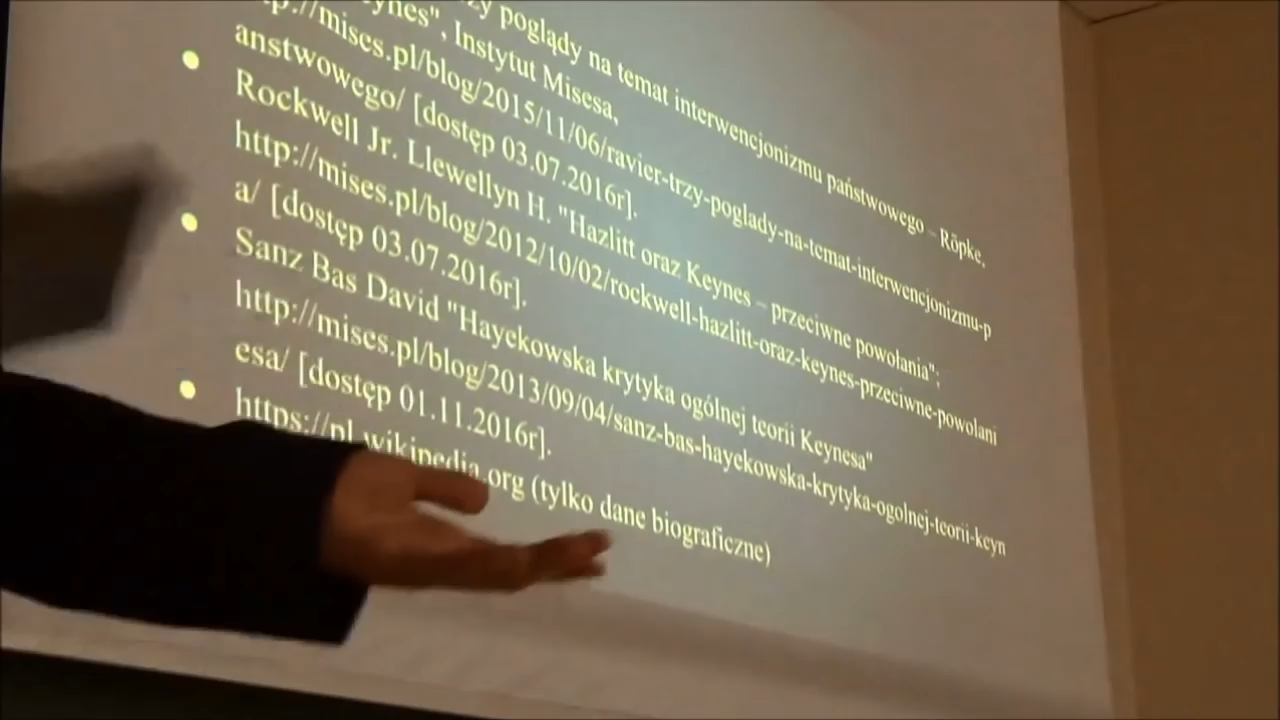 poglądy na temat interwencjonizmu państwowego – Röpke,
", Instytut Misesa,
://mises.pl/blog/2015/11/06/ravier-trzy-poglady-na-temat-interwencjonizmu-p
anstwowego/ [dostęp 03.07.2016r].
Rockwell Jr. Llewellyn H. "Hazlitt oraz Keynes – przeciwne powołania";
http://mises.pl/blog/2012/10/02/rockwell-hazlitt-oraz-keynes-przeciwne-powolani
a/ [dostęp 03.07.2016r].
Sanz Bas David "Hayekowska krytyka ogólnej teorii Keynesa"
http://mises.pl/blog/2013/09/04/sanz-bas-hayekowska-krytyka-ogolnej-teorii-keyn
esa/ [dostęp 01.11.2016r].
https://pl.wikipedia.org (tylko dane biograficzne)